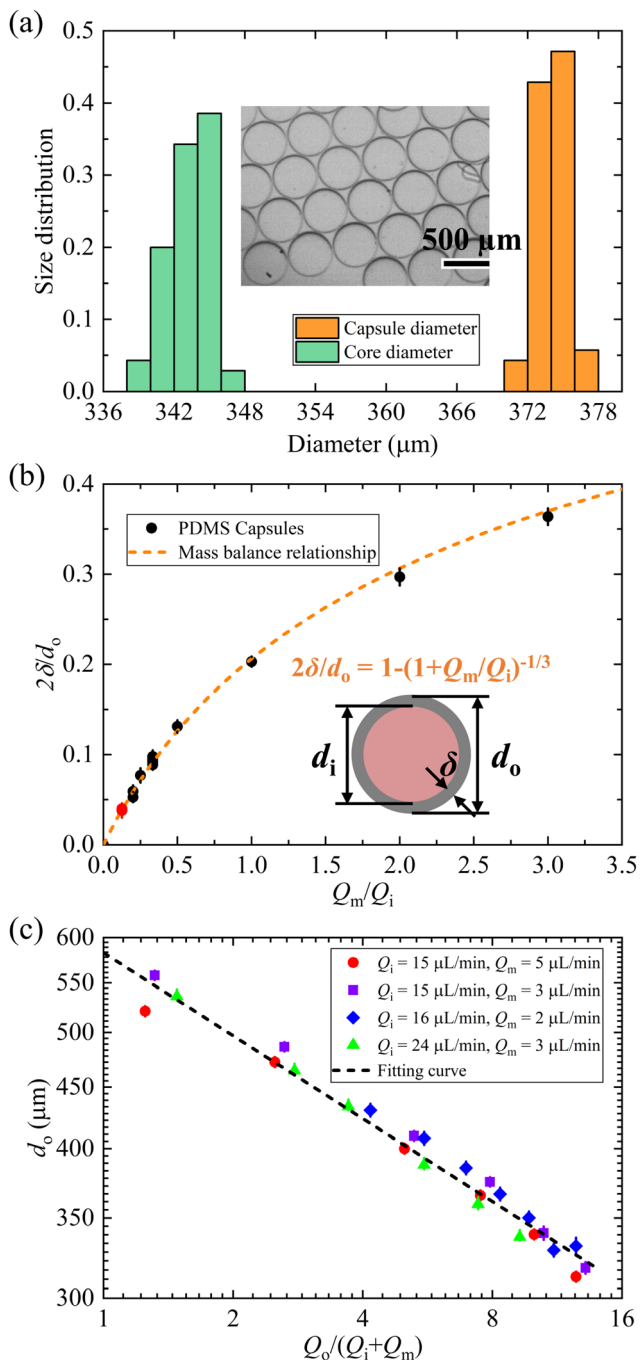 (a)
0.5
0.4
0.3
0.2
0.1
0.0
Size distribution
500 µm
Capsule diameter
Core diameter
336 342 348 354 360 366 372 378
Diameter (µm)
(b)
0.4
0.3
0.2
0.1
0.0
2δ/dₒ
PDMS Capsules
Mass balance relationship
2δ/dₒ = 1-(1+Qₘ/Qᵢ)⁻¹/³
dᵢ
δ
dₒ
0.0 0.5 1.0 1.5 2.0 2.5 3.0 3.5
Qₘ/Qᵢ
(c)
600
550
500
450
400
350
300
dₒ (µm)
Qᵢ = 15 µL/min, Qₘ = 5 µL/min
Qᵢ = 15 µL/min, Qₘ = 3 µL/min
Qᵢ = 16 µL/min, Qₘ = 2 µL/min
Qᵢ = 24 µL/min, Qₘ = 3 µL/min
Fitting curve
1 2 4 8 16
Qₒ/(Qᵢ+Qₘ)